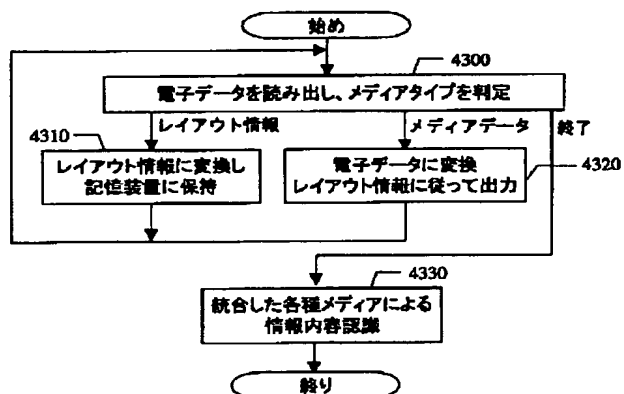 始め
4300
電子データを読み出し、メディアタイプを判定
レイアウト情報
メディアデータ
終了
4310
レイアウト情報に変換し
記憶装置に保持
電子データに変換
レイアウト情報に従って出力
4320
4330
統合した各種メディアによる
情報内容認識
終り